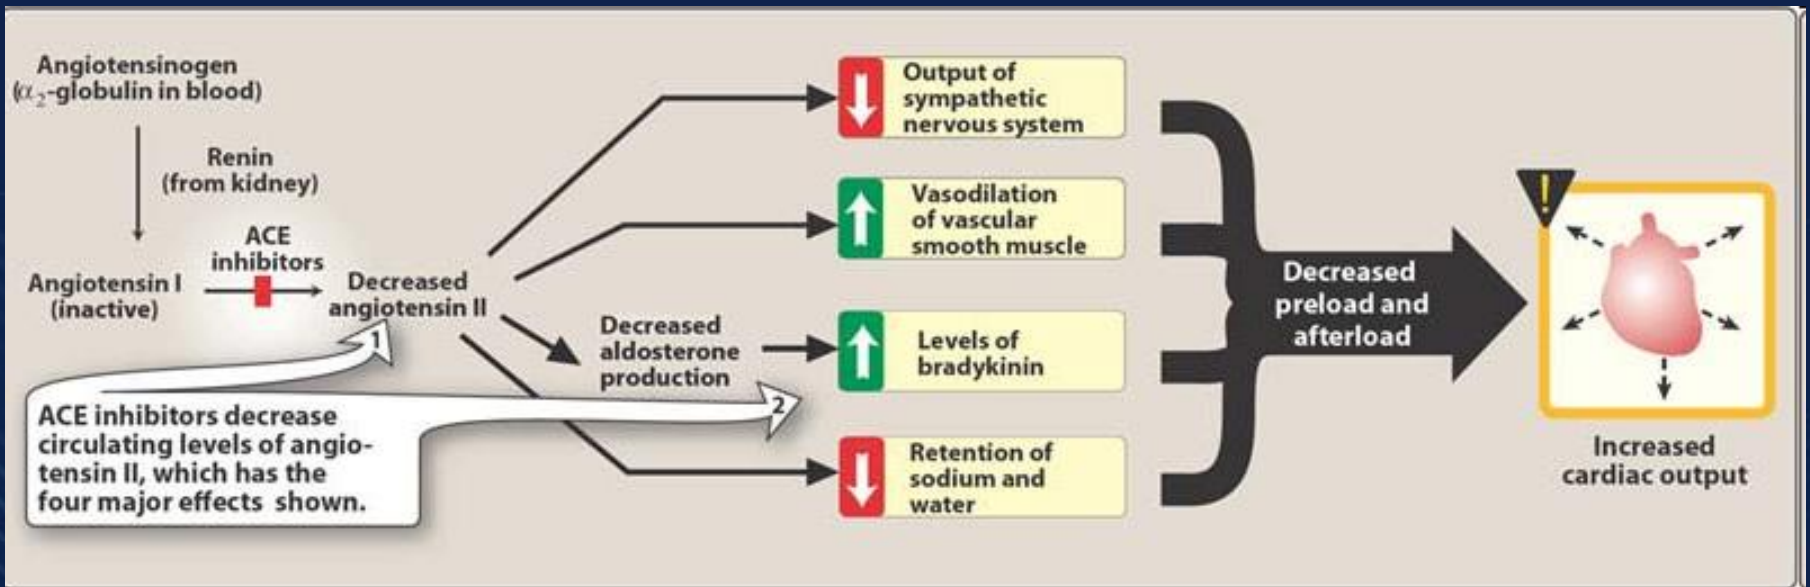 Angiotensinogen
(α₂-globulin in blood)
Renin
(from kidney)
ACE
inhibitors
Angiotensin I
(inactive)
Decreased
angiotensin II
1
ACE inhibitors decrease
circulating levels of angio-
tensin II, which has the
four major effects shown.
Decreased
aldosterone
production
2
Output of
sympathetic
nervous system
Vasodilation
of vascular
smooth muscle
Levels of
bradykinin
Retention of
sodium and
water
Decreased
preload and
afterload
!
Increased
cardiac output